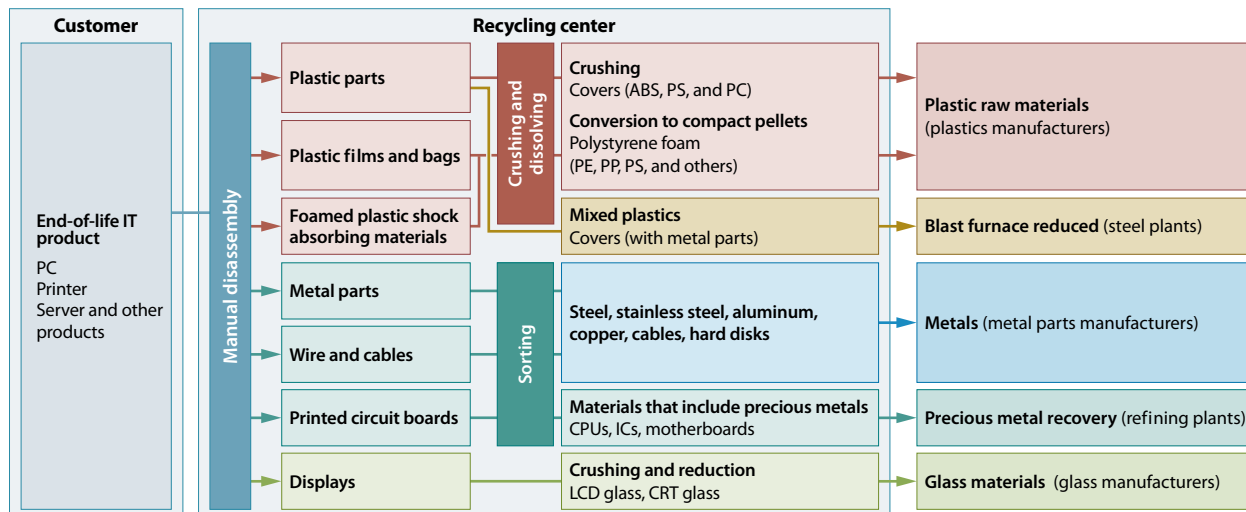 Customer
Recycling center
End-of-life IT
product
PC
Printer
Server and other
products
Manual disassembly
Plastic parts
Plastic films and bags
Foamed plastic shock
absorbing materials
Metal parts
Wire and cables
Printed circuit boards
Displays
Crushing and
dissolving
Sorting
Crushing
Covers (ABS, PS, and PC)
Conversion to compact pellets
Polystyrene foam
(PE, PP, PS, and others)
Mixed plastics
Covers (with metal parts)
Steel, stainless steel, aluminum,
copper, cables, hard disks
Materials that include precious metals
CPUs, ICs, motherboards
Crushing and reduction
LCD glass, CRT glass
Plastic raw materials
(plastics manufacturers)
Blast furnace reduced (steel plants)
Metals (metal parts manufacturers)
Precious metal recovery (refining plants)
Glass materials (glass manufacturers)